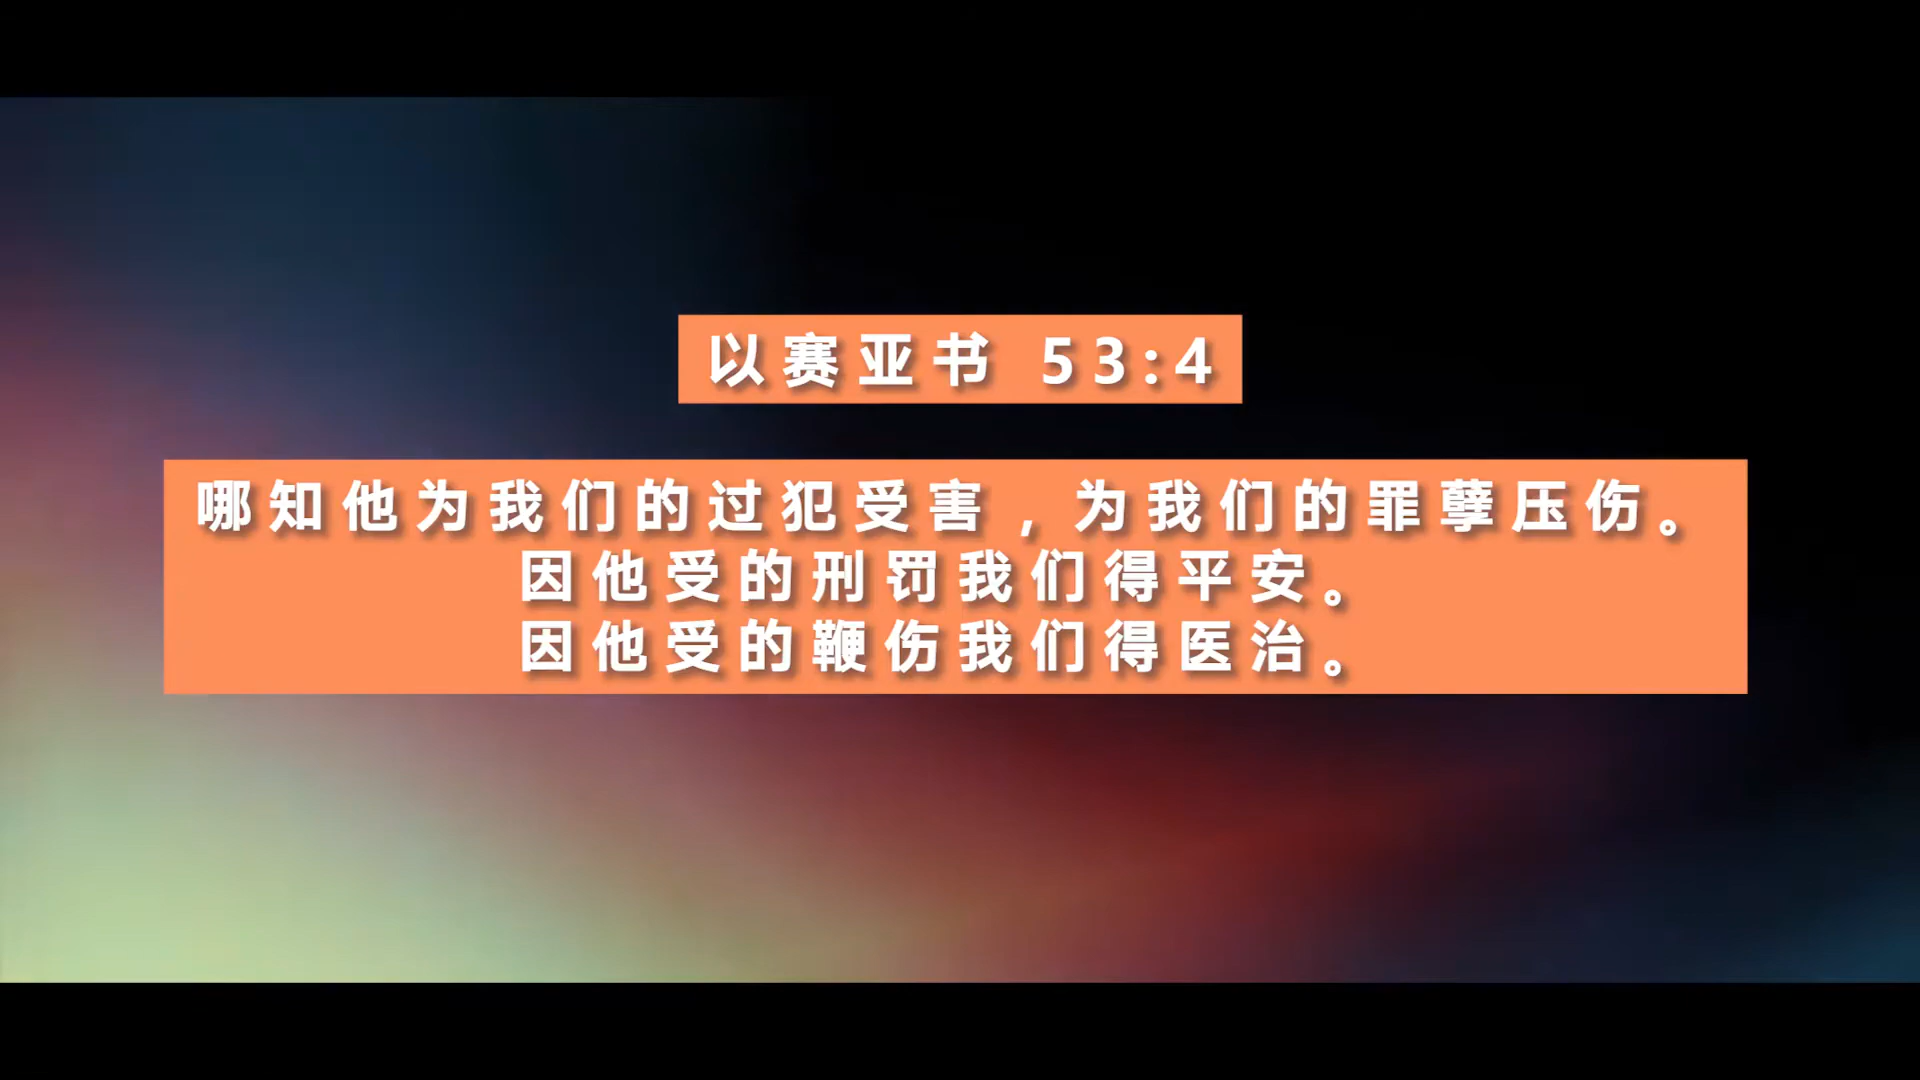 以赛亚书 53:4
哪知他为我们的过犯受害，为我们的罪孽压伤。
因他受的刑罚我们得平安。
因他受的鞭伤我们得医治。